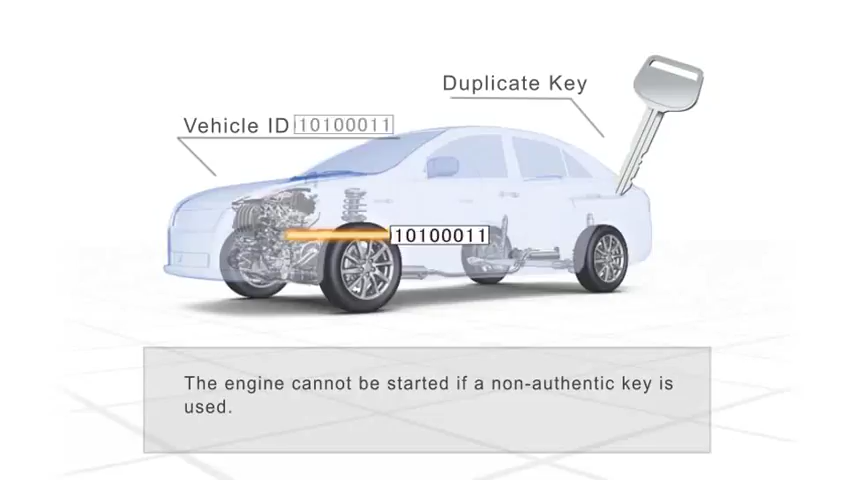 Duplicate Key
Vehicle ID 10100011
10100011
The engine cannot be started if a non-authentic key is
used.